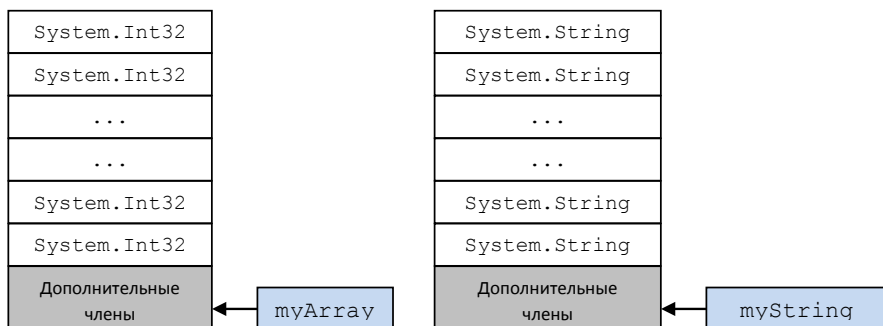 System.Int32
System.Int32
...
...
System.Int32
System.Int32
Дополнительные
члены
myArray
System.String
System.String
...
...
System.String
System.String
Дополнительные
члены
myString